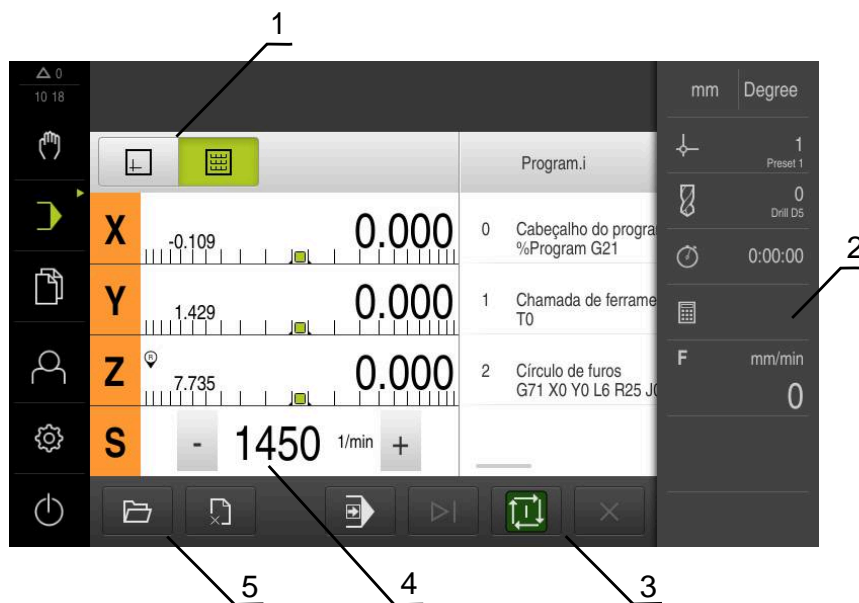 1
0
10 18
mm Degree
1
Preset 1
Program.i
0
Drill D5
X -0.109 0.000
0 Cabeçalho do progra
%Program G21
0:00:00
2
Y 1.429 0.000
1 Chamada de ferrame
T0
Z R 7.735 0.000
2 Círculo de furos
G71 X0 Y0 L6 R25 J0
F mm/min
0
S - 1450 1/min +
5 4 3